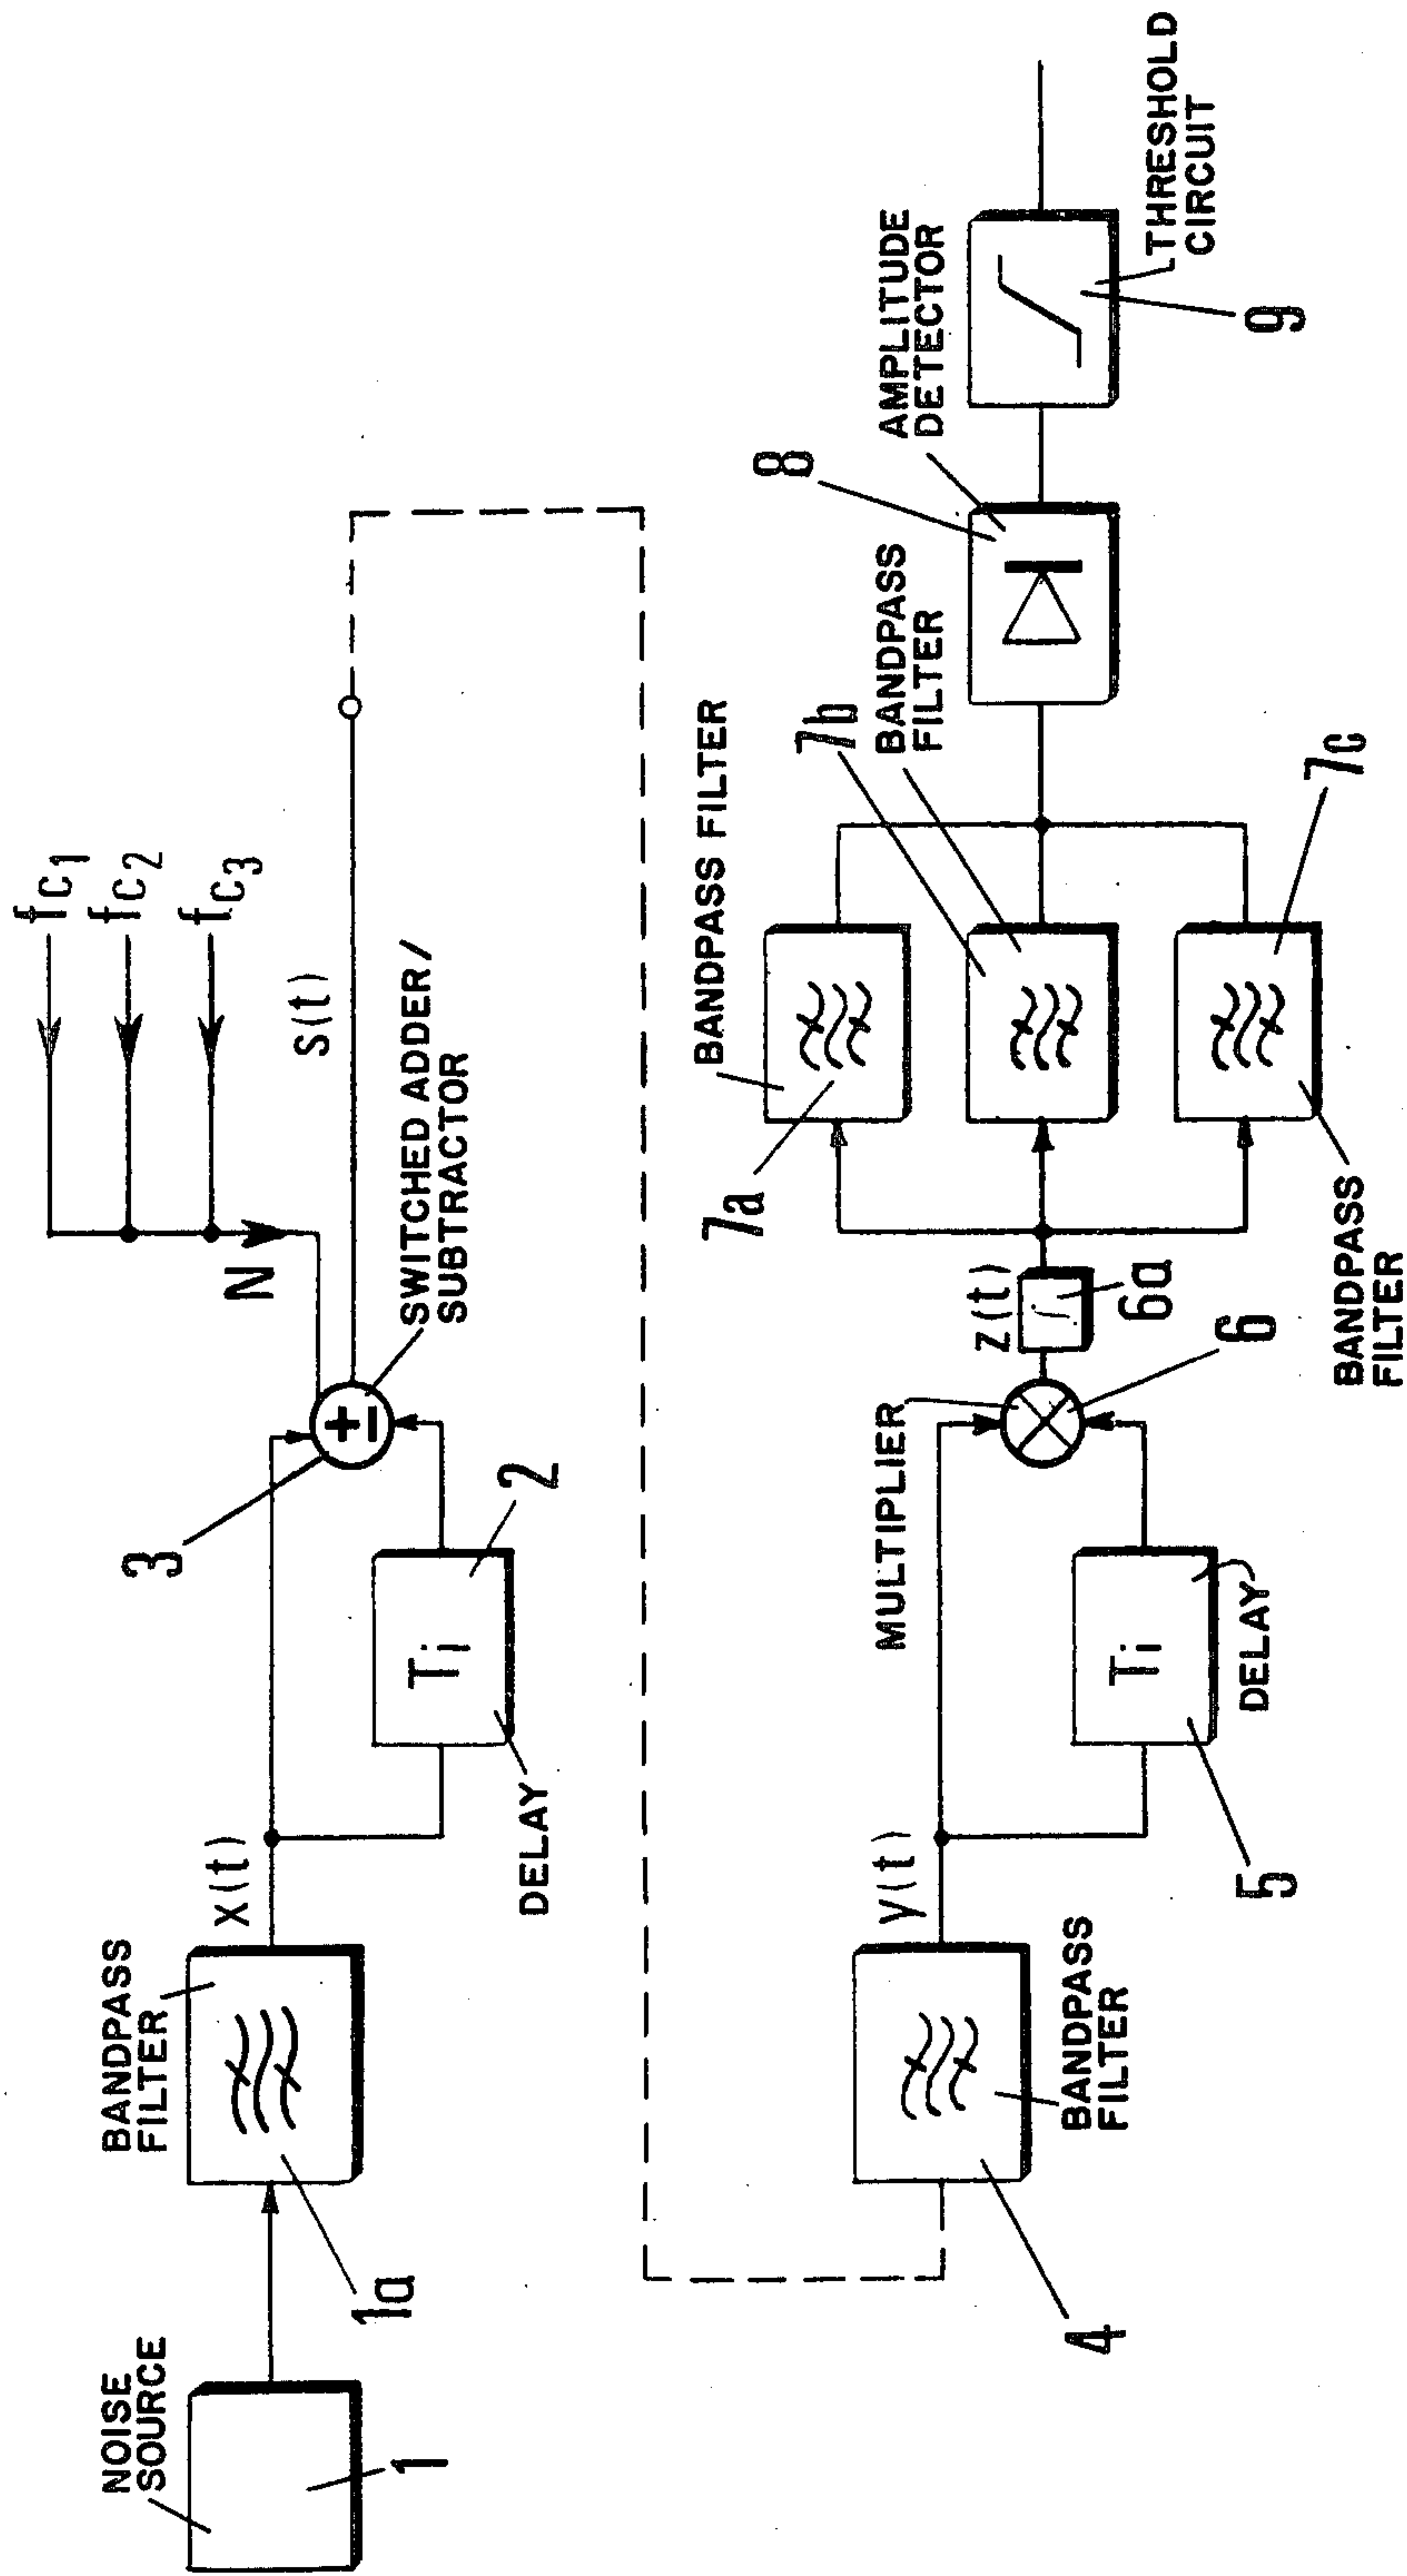 NOISE
SOURCE
1
BANDPASS
FILTER
1a
x(t)
DELAY
Ti
2
3
N
fC1
fC2
fC3
SWITCHED ADDER/
SUBTRACTOR
S(t)
4
BANDPASS
FILTER
y(t)
5
Ti
DELAY
MULTIPLIER
6
z(t)
6a
7a
BANDPASS FILTER
7b
BANDPASS
FILTER
7c
BANDPASS
FILTER
8
AMPLITUDE
DETECTOR
9
THRESHOLD
CIRCUIT